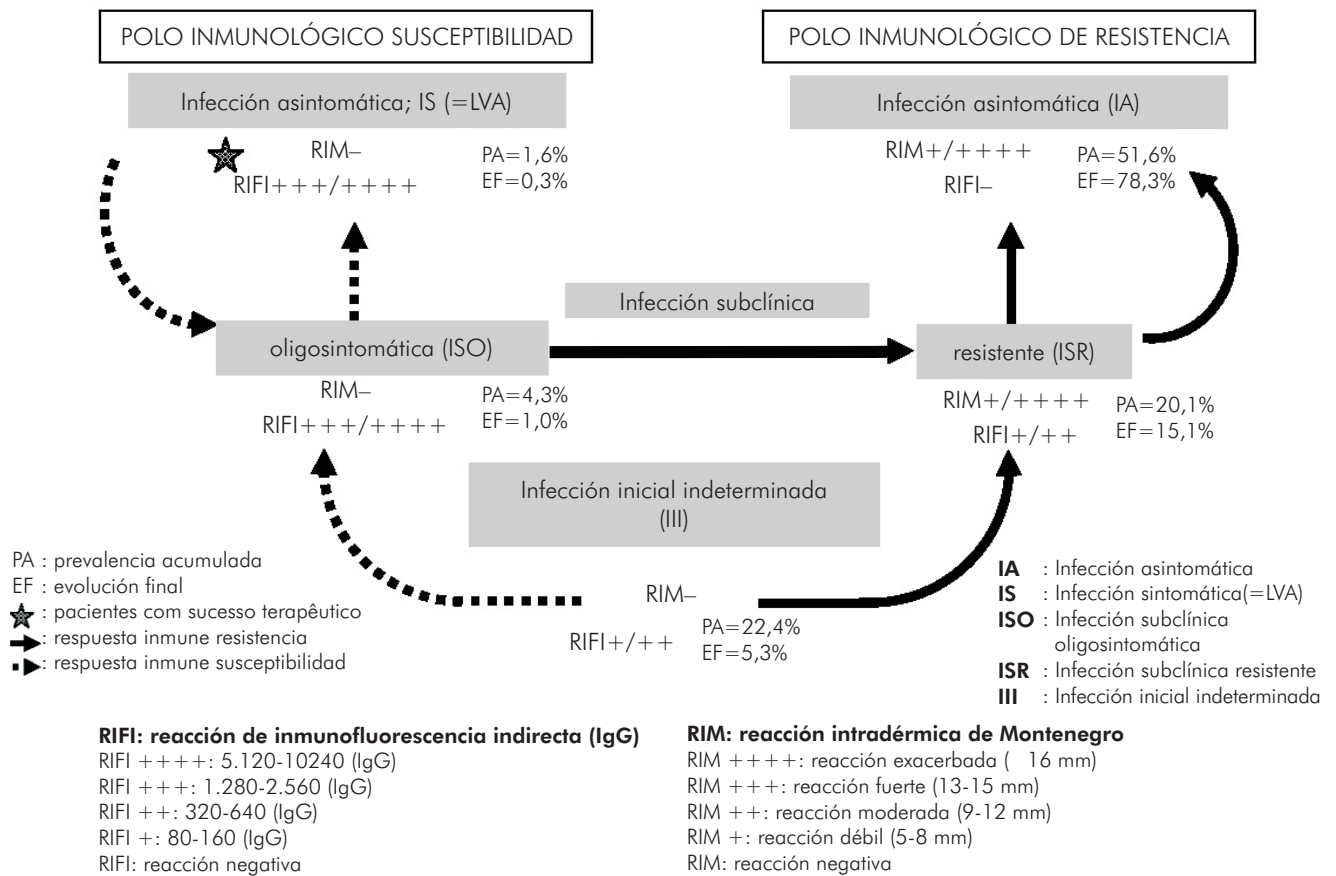 POLO INMUNOLÓGICO SUSCEPTIBILIDAD
POLO INMUNOLÓGICO DE RESISTENCIA
Infección asintomática; IS (=LVA)
RIM–
RIFI+++/++++
PA=1,6%
EF=0,3%
Infección asintomática (IA)
RIM+/++++
RIFI–
PA=51,6%
EF=78,3%
Infección subclínica
oligosintomática (ISO)
RIM–
RIFI+++/++++
PA=4,3%
EF=1,0%
resistente (ISR)
RIM+/++++
RIFI+/++
PA=20,1%
EF=15,1%
Infección inicial indeterminada
(III)
RIM–
RIFI+/++
PA=22,4%
EF=5,3%
PA : prevalencia acumulada
EF : evolución final
: pacientes com sucesso terapêutico
: respuesta inmune resistencia
: respuesta inmune susceptibilidad
IA : Infección asintomática
IS : Infección sintomática(=LVA)
ISO : Infección subclínica
oligosintomática
ISR : Infección subclínica resistente
III : Infección inicial indeterminada
RIFI: reacción de inmunofluorescencia indirecta (IgG)
RIFI ++++: 5.120-10240 (IgG)
RIFI +++: 1.280-2.560 (IgG)
RIFI ++: 320-640 (IgG)
RIFI +: 80-160 (IgG)
RIFI: reacción negativa
RIM: reacción intradérmica de Montenegro
RIM ++++: reacción exacerbada ( 16 mm)
RIM +++: reacción fuerte (13-15 mm)
RIM ++: reacción moderada (9-12 mm)
RIM +: reacción débil (5-8 mm)
RIM: reacción negativa